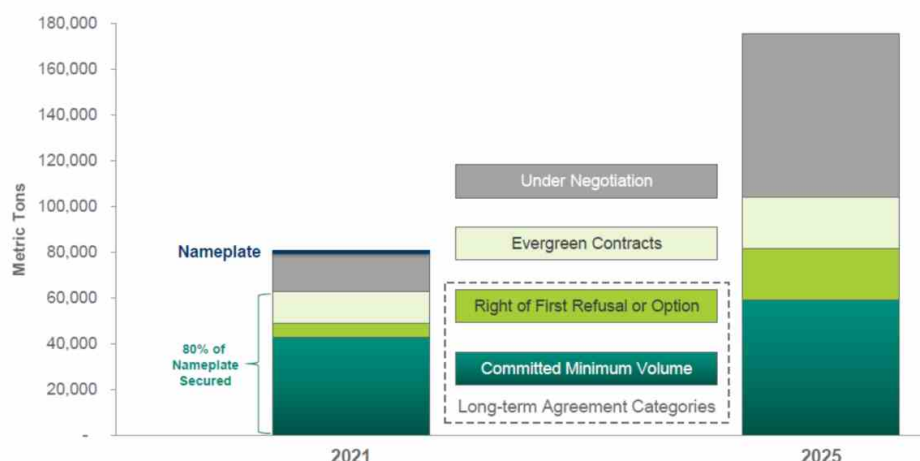 180,000
160,000
140,000
120,000
100,000
80,000
60,000
40,000
20,000
-
Metric Tons
Nameplate
80% of
Nameplate
Secured
Under Negotiation
Evergreen Contracts
Right of First Refusal or Option
Committed Minimum Volume
Long-term Agreement Categories
2021
2025